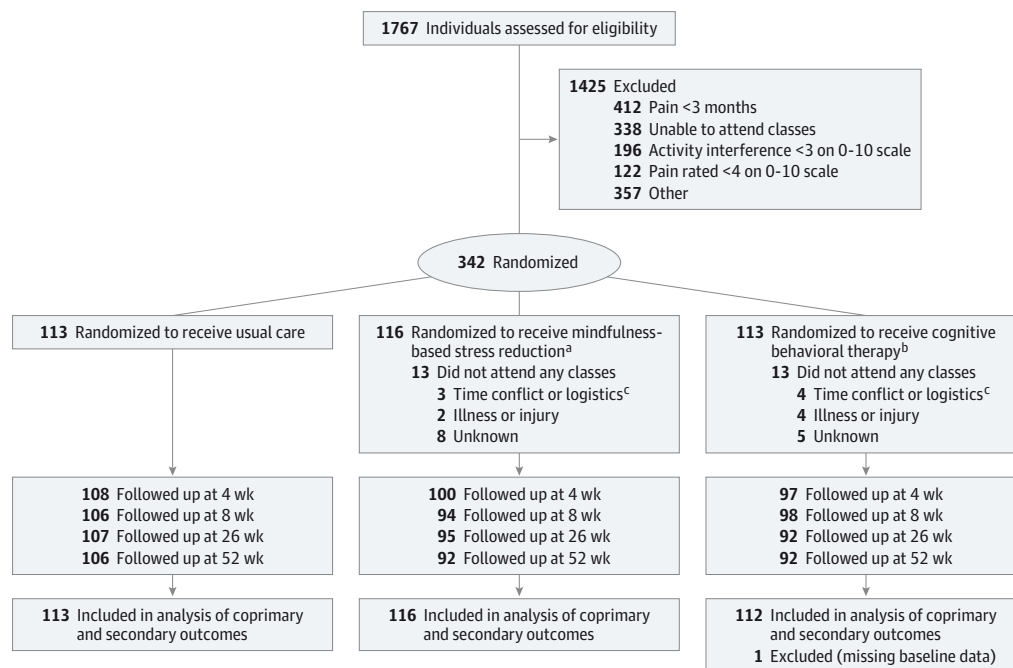 1767 Individuals assessed for eligibility
1425 Excluded
412 Pain <3 months
338 Unable to attend classes
196 Activity interference <3 on 0-10 scale
122 Pain rated <4 on 0-10 scale
357 Other
342 Randomized
113 Randomized to receive usual care
116 Randomized to receive mindfulness-
based stress reductionᵃ
13 Did not attend any classes
3 Time conflict or logisticsᶜ
2 Illness or injury
8 Unknown
113 Randomized to receive cognitive
behavioral therapyᵇ
13 Did not attend any classes
4 Time conflict or logisticsᶜ
4 Illness or injury
5 Unknown
108 Followed up at 4 wk
106 Followed up at 8 wk
107 Followed up at 26 wk
106 Followed up at 52 wk
100 Followed up at 4 wk
94 Followed up at 8 wk
95 Followed up at 26 wk
92 Followed up at 52 wk
97 Followed up at 4 wk
98 Followed up at 8 wk
92 Followed up at 26 wk
92 Followed up at 52 wk
113 Included in analysis of coprimary
and secondary outcomes
116 Included in analysis of coprimary
and secondary outcomes
112 Included in analysis of coprimary
and secondary outcomes
1 Excluded (missing baseline data)